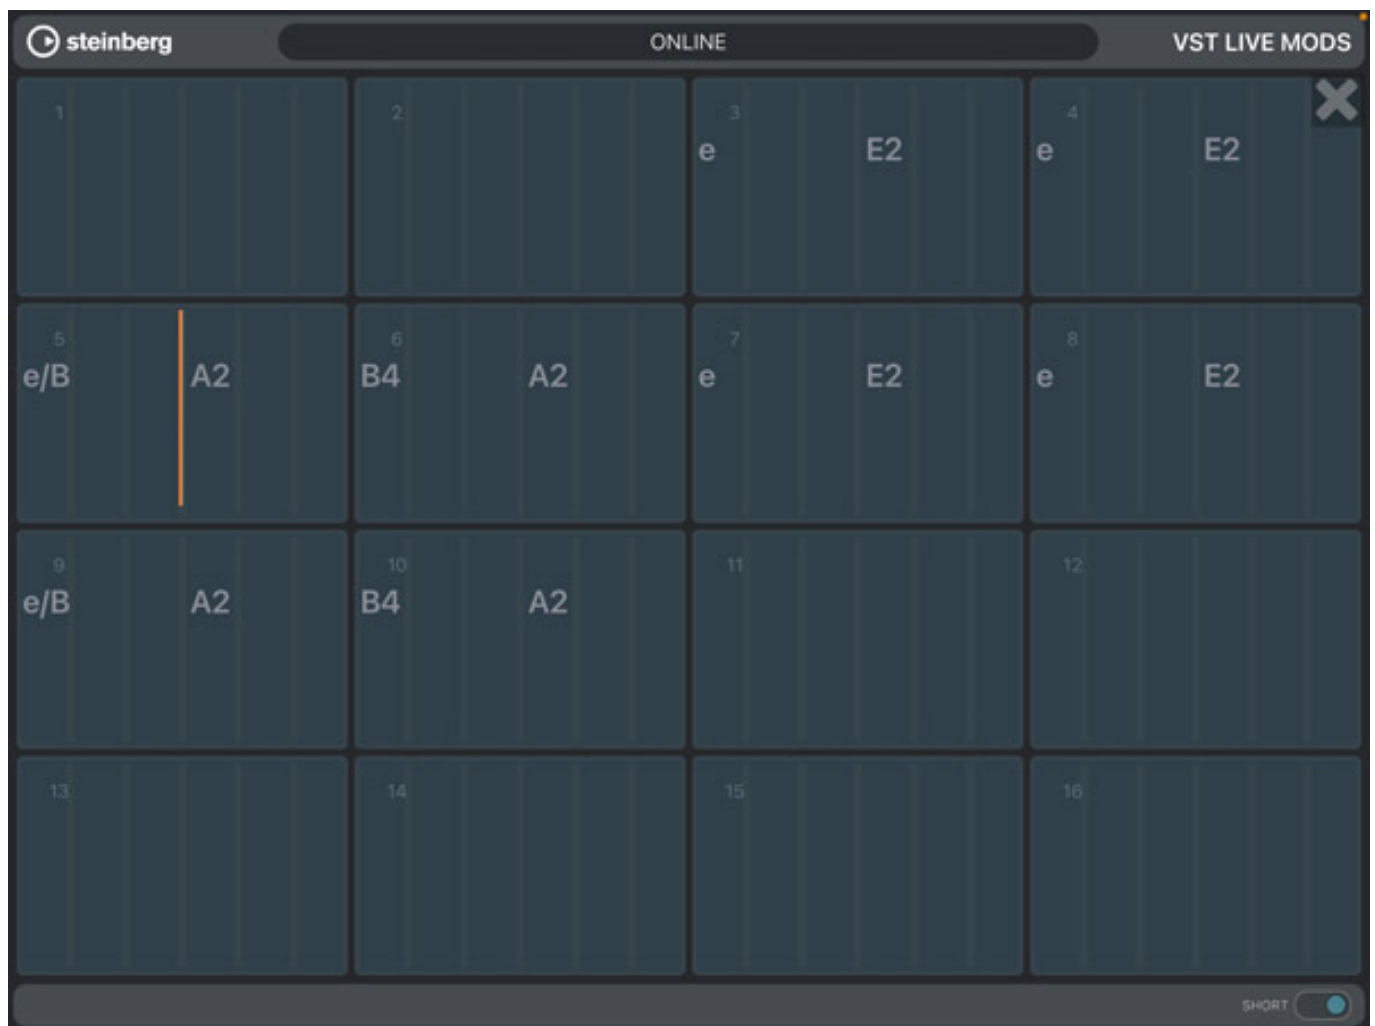 steinberg ONLINE VST LIVE MODS
1 2 3 4
e E2 e E2
5 6 7 8
e/B A2 B4 A2 e E2 e E2
9 10 11 12
e/B A2 B4 A2
13 14 15 16
SHORT